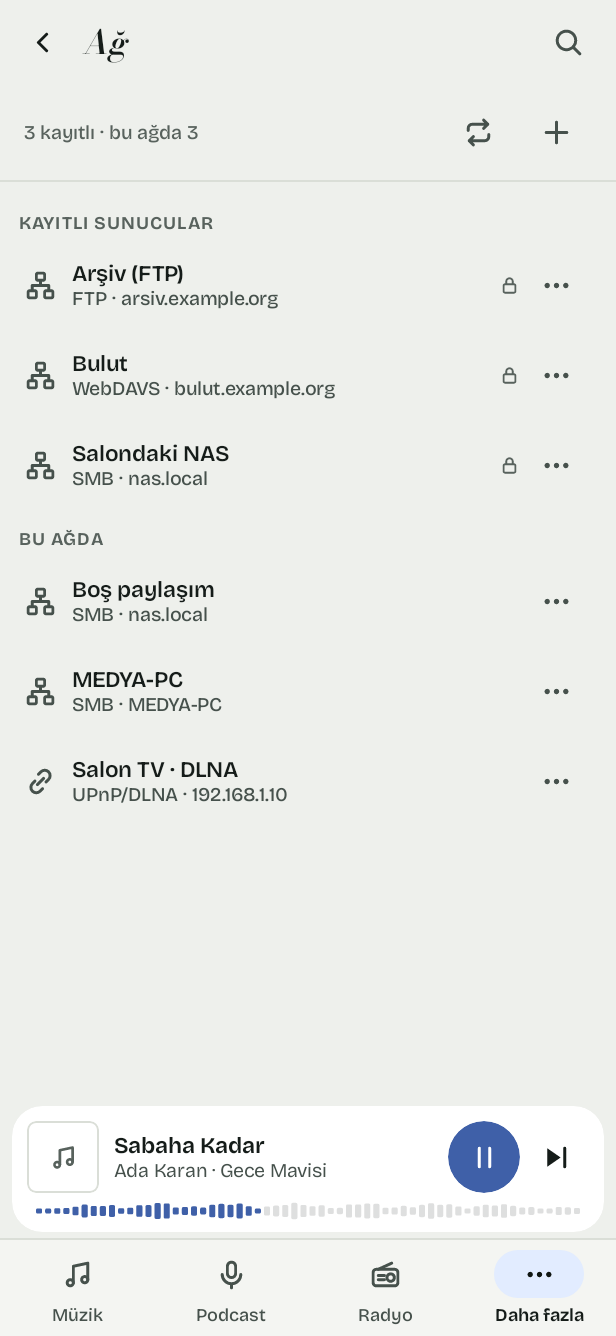 Ağ
3 kayıtlı · bu ağda 3
KAYITLI SUNUCULAR
Arşiv (FTP)
FTP · arsiv.example.org
Bulut
WebDAVS · bulut.example.org
Salondaki NAS
SMB · nas.local
BU AĞDA
Boş paylaşım
SMB · nas.local
MEDYA-PC
SMB · MEDYA-PC
Salon TV · DLNA
UPnP/DLNA · 192.168.1.10
Sabaha Kadar
Ada Karan · Gece Mavisi
Müzik
Podcast
Radyo
Daha fazla